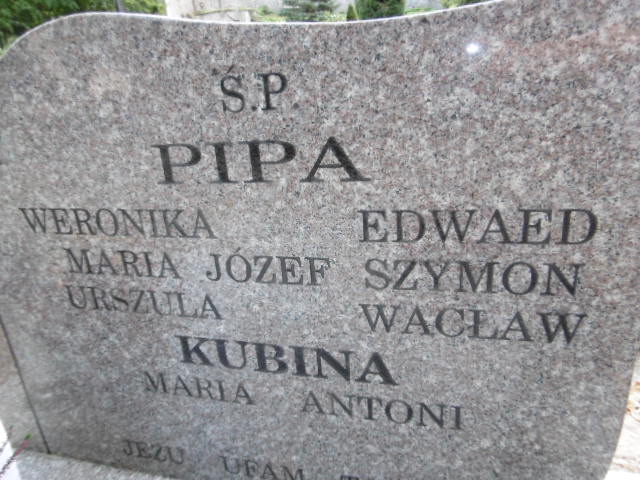 Ś.P.
PIPA
WERONIKA EDWAED
MARIA JÓZEF SZYMON
URSZULA WACŁAW
KUBINA
MARIA ANTONI
JEZU UFAM